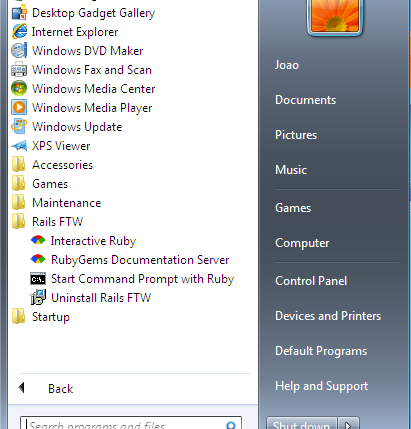 Desktop Gadget Gallery
Internet Explorer
Windows DVD Maker
Windows Fax and Scan
Windows Media Center
Windows Media Player
Windows Update
XPS Viewer
Accessories
Games
Maintenance
Rails FTW
Interactive Ruby
RubyGems Documentation Server
Start Command Prompt with Ruby
Uninstall Rails FTW
Startup
Back
Search programs and files
Joao
Documents
Pictures
Music
Games
Computer
Control Panel
Devices and Printers
Default Programs
Help and Support
Shut down